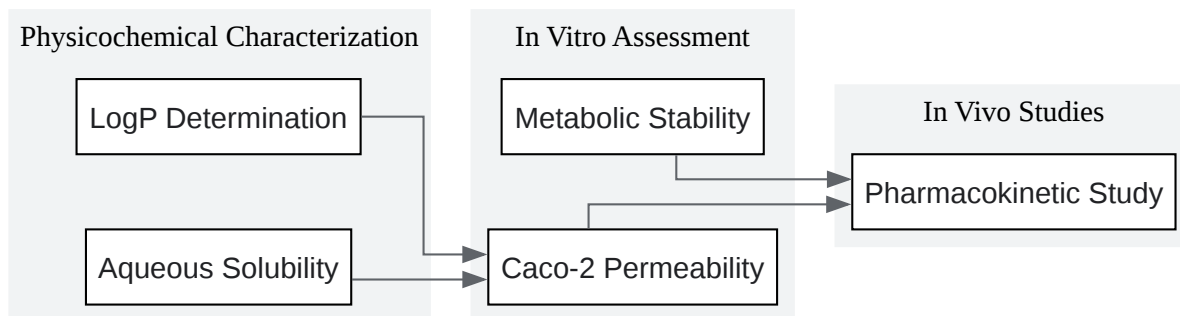 Physicochemical Characterization
LogP Determination
Aqueous Solubility
In Vitro Assessment
Metabolic Stability
Caco-2 Permeability
In Vivo Studies
Pharmacokinetic Study